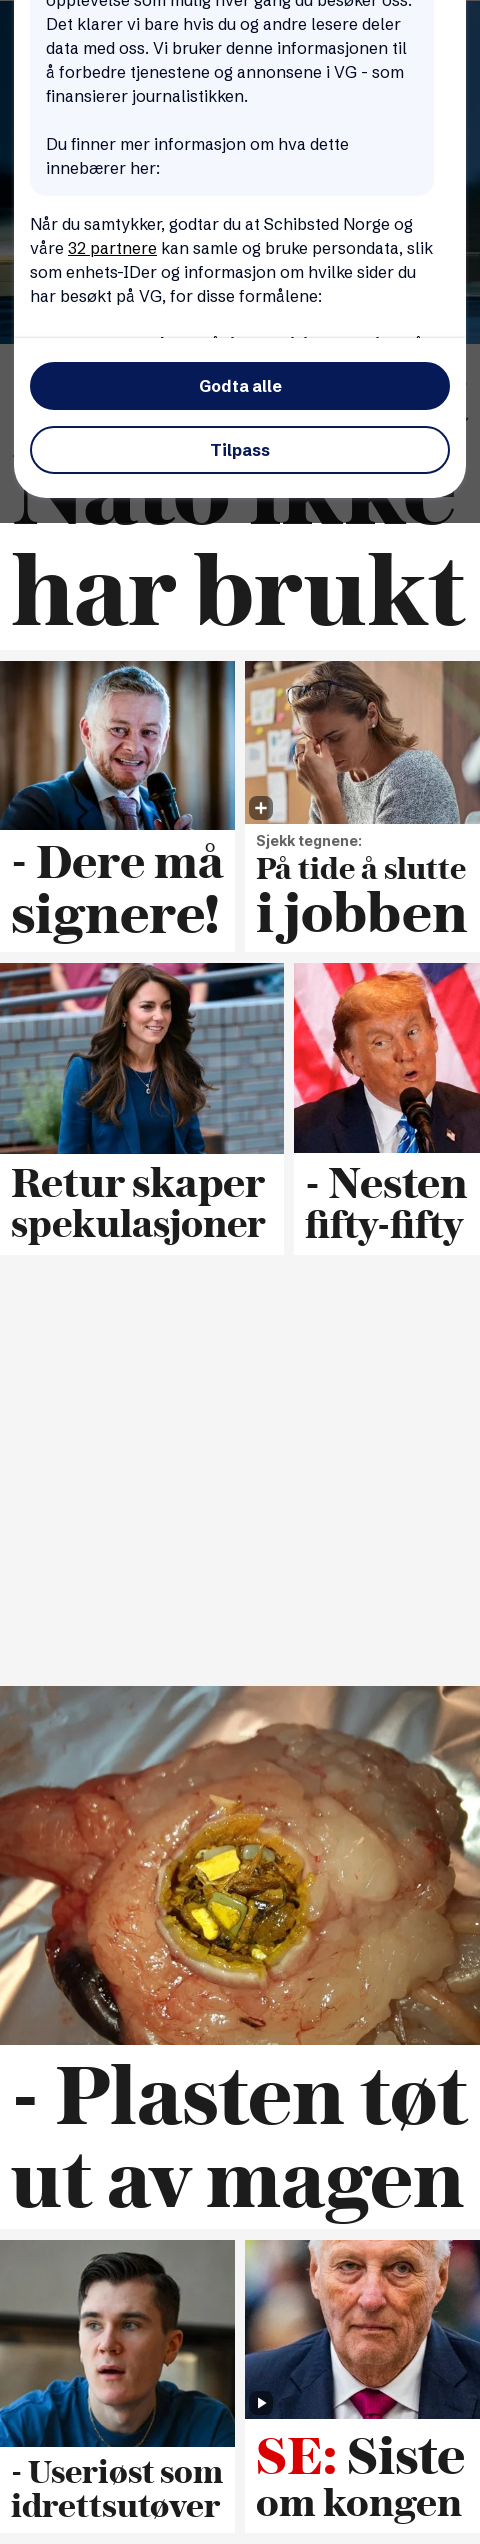 opplevelse som mulig hver gang du besøker oss.
Det klarer vi bare hvis du og andre lesere deler
data med oss. Vi bruker denne informasjonen til
å forbedre tjenestene og annonsene i VG - som
finansierer journalistikken.
Du finner mer informasjon om hva dette
innebærer her:
Når du samtykker, godtar du at Schibsted Norge og
våre 32 partnere kan samle og bruke persondata, slik
som enhets-IDer og informasjon om hvilke sider du
har besøkt på VG, for disse formålene:
Godta alle
Tilpass
Nato ikke
har brukt
- Dere må
signere!
Sjekk tegnene:
På tide å slutte
i jobben
Retur skaper
spekulasjoner
- Nesten
fifty-fifty
- Plasten tøt
ut av magen
- Useriøst som
idrettsutøver
SE: Siste
om kongen